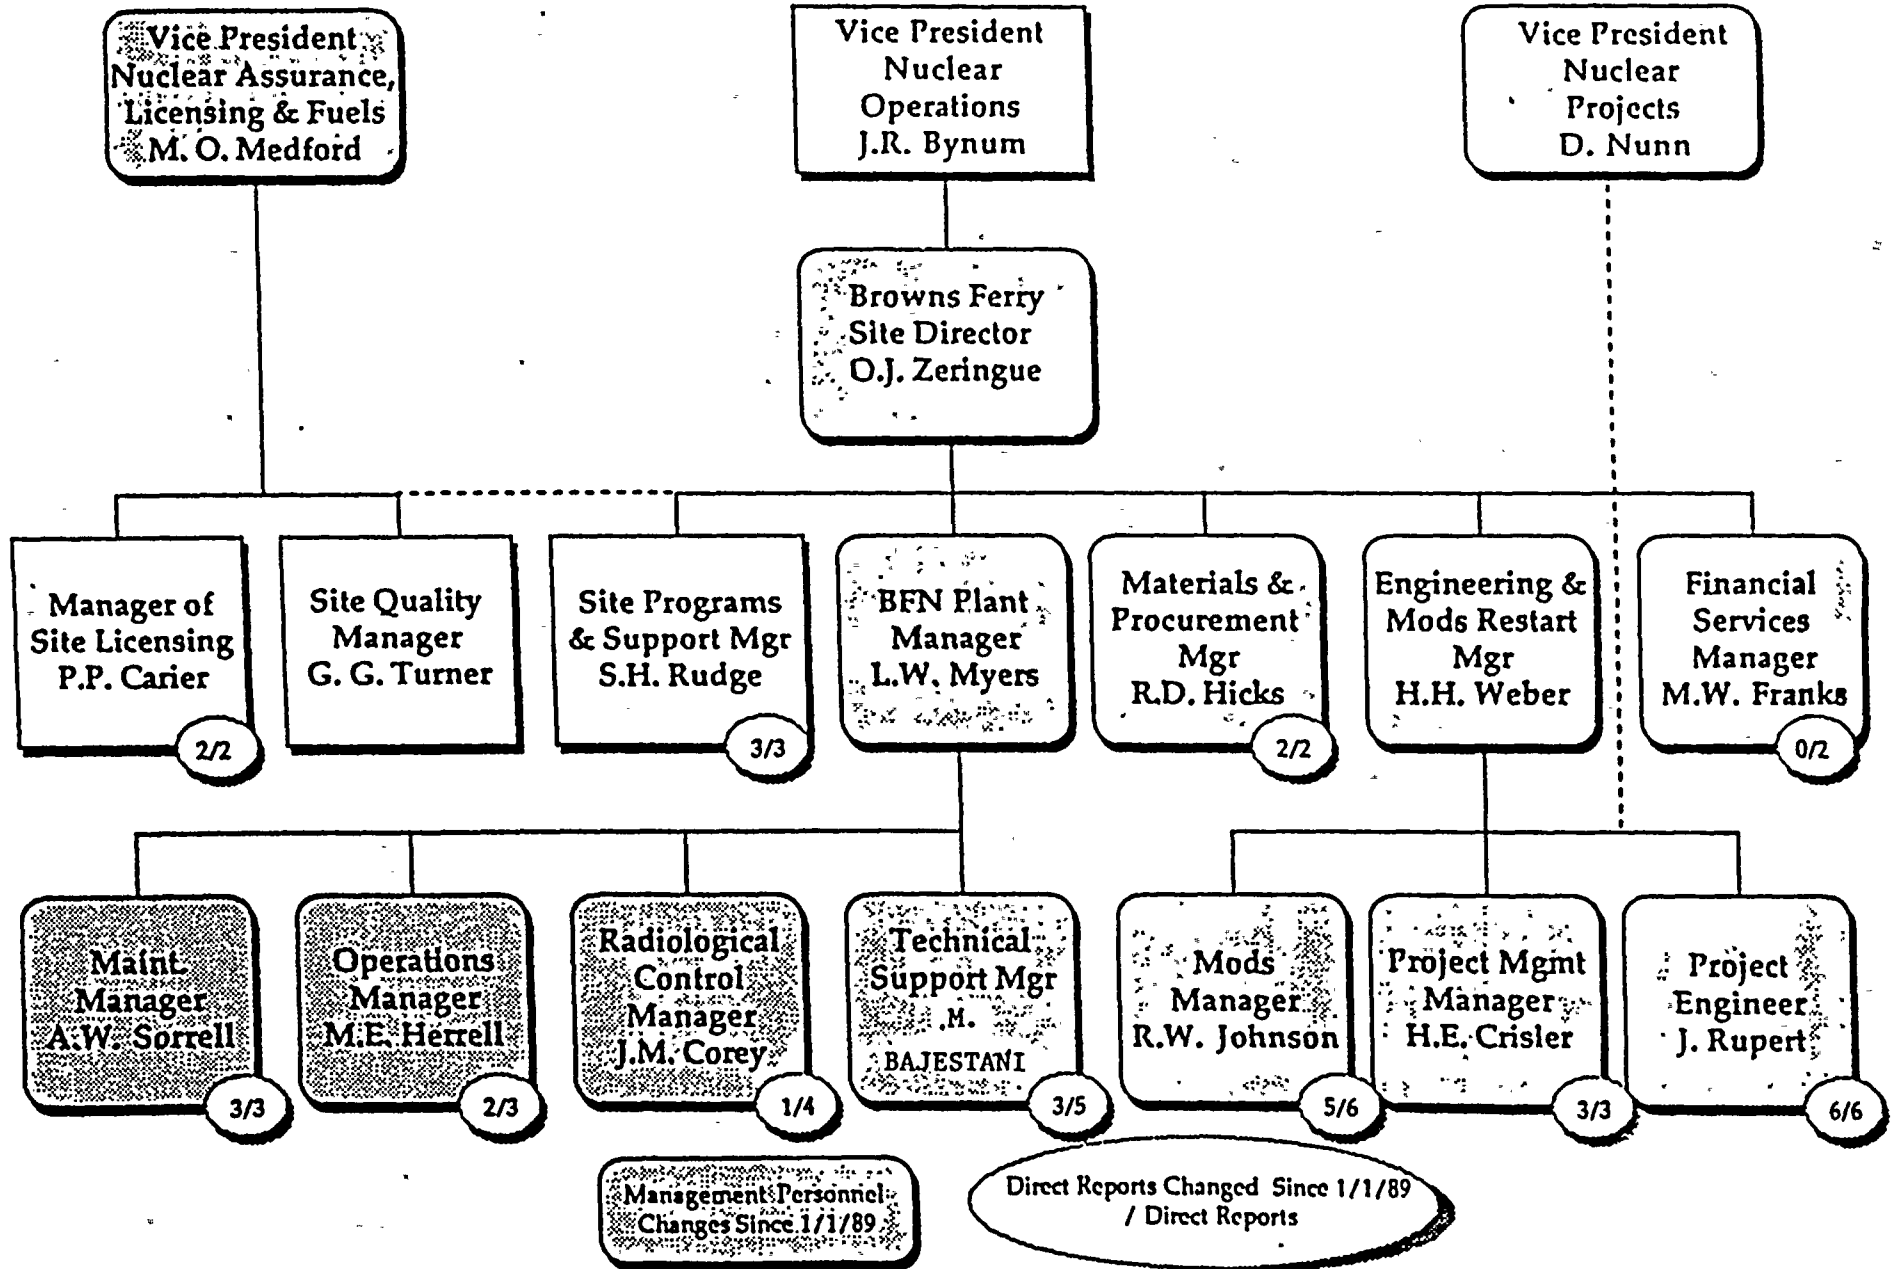 Vice President
Nuclear Assurance,
Licensing & Fuels
M. O. Medford
Vice President
Nuclear
Operations
J.R. Bynum
Vice President
Nuclear
Projects
D. Nunn
Browns Ferry
Site Director
O.J. Zeringue
Manager of
Site Licensing
P.P. Carier
2/2
Site Quality
Manager
G. G. Turner
Site Programs
& Support Mgr
S.H. Rudge
3/3
BFN Plant
Manager
L.W. Myers
Materials &
Procurement
Mgr
R.D. Hicks
2/2
Engineering &
Mods Restart
Mgr
H.H. Weber
Financial
Services
Manager
M.W. Franks
0/2
Maint.
Manager
A.W. Sorrell
3/3
Operations
Manager
M.E. Herrell
2/3
Radiological
Control
Manager
J.M. Corey
1/4
Technical
Support Mgr
M.
BAJESTANI
3/5
Mods
Manager
R.W. Johnson
5/6
Project Mgmt
Manager
H.E. Crisler
3/3
Project
Engineer
J. Rupert
6/6
Management Personnel
Changes Since 1/1/89
Direct Reports Changed Since 1/1/89
/ Direct Reports